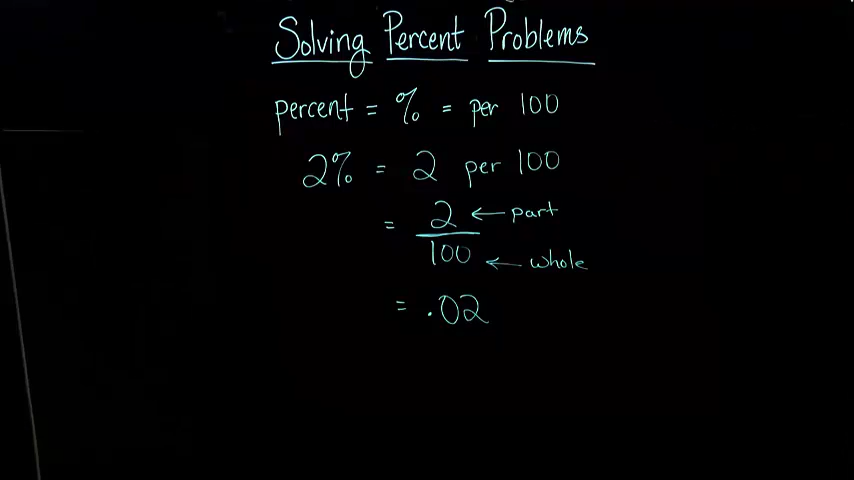 Solving Percent Problems
percent = % = per 100
2% = 2 per 100
= 2 ← part
100 ← whole
= .02